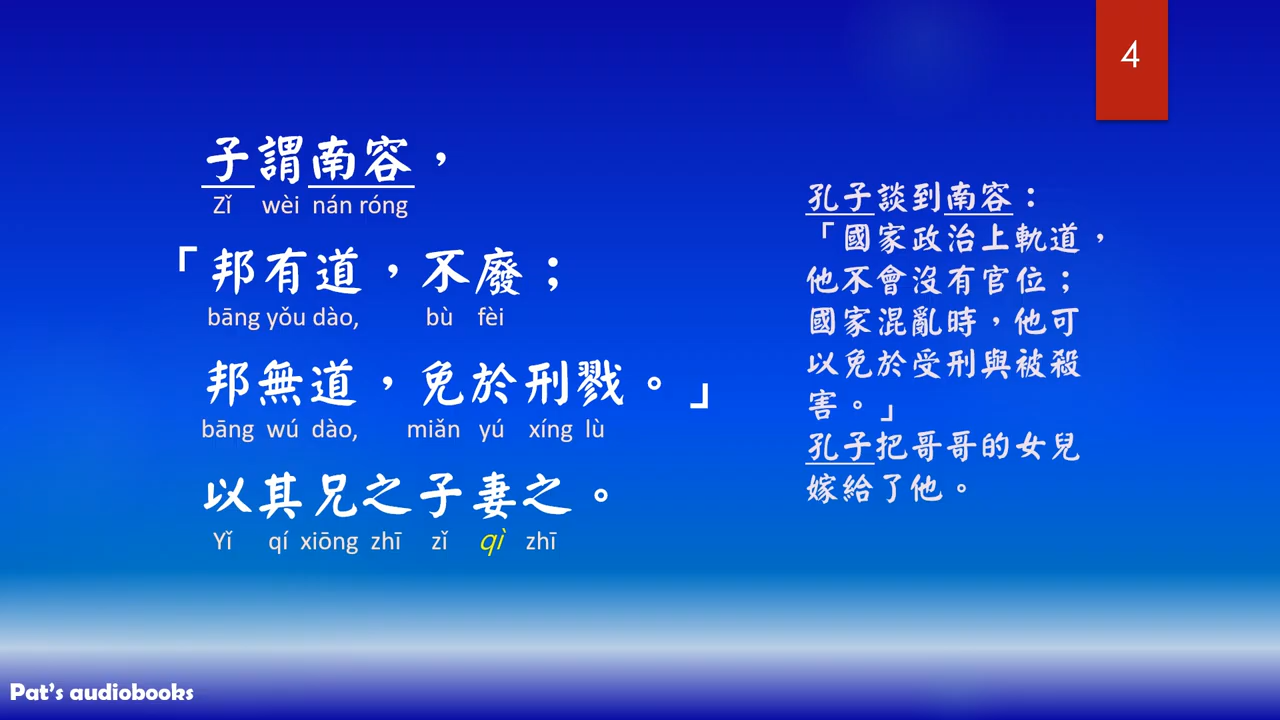 4
子謂南容，
Zǐ wèi nán róng
「邦有道，不廢；
bāng yǒu dào, bù fèi
邦無道，免於刑戮。」
bāng wú dào, miǎn yú xíng lù
以其兄之子妻之。
Yǐ qí xiōng zhī zǐ qì zhī
孔子談到南容：
「國家政治上軌道，
他不會沒有官位；
國家混亂時，他可
以免於受刑與被殺
害。」
孔子把哥哥的女兒
嫁給了他。
Pat's audiobooks